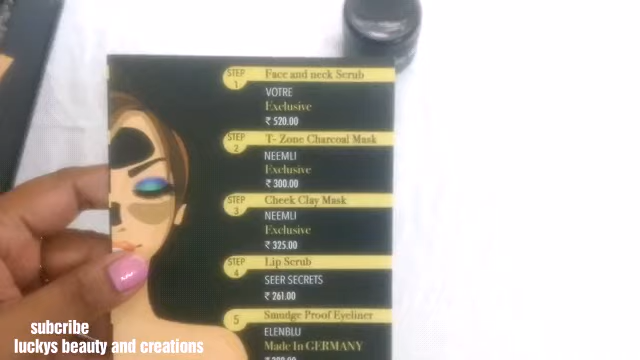 STEP 1
Face and neck Scrub
VOTRE
Exclusive
₹ 520.00
STEP 2
T- Zone Charcoal Mask
NEEMLI
Exclusive
₹ 300.00
STEP 3
Cheek Clay Mask
NEEMLI
Exclusive
₹ 325.00
STEP 4
Lip Scrub
SEER SECRETS
₹ 261.00
5
Smudge Proof Eyeliner
ELENBLU
Made In GERMANY
subcribe
luckys beauty and creations